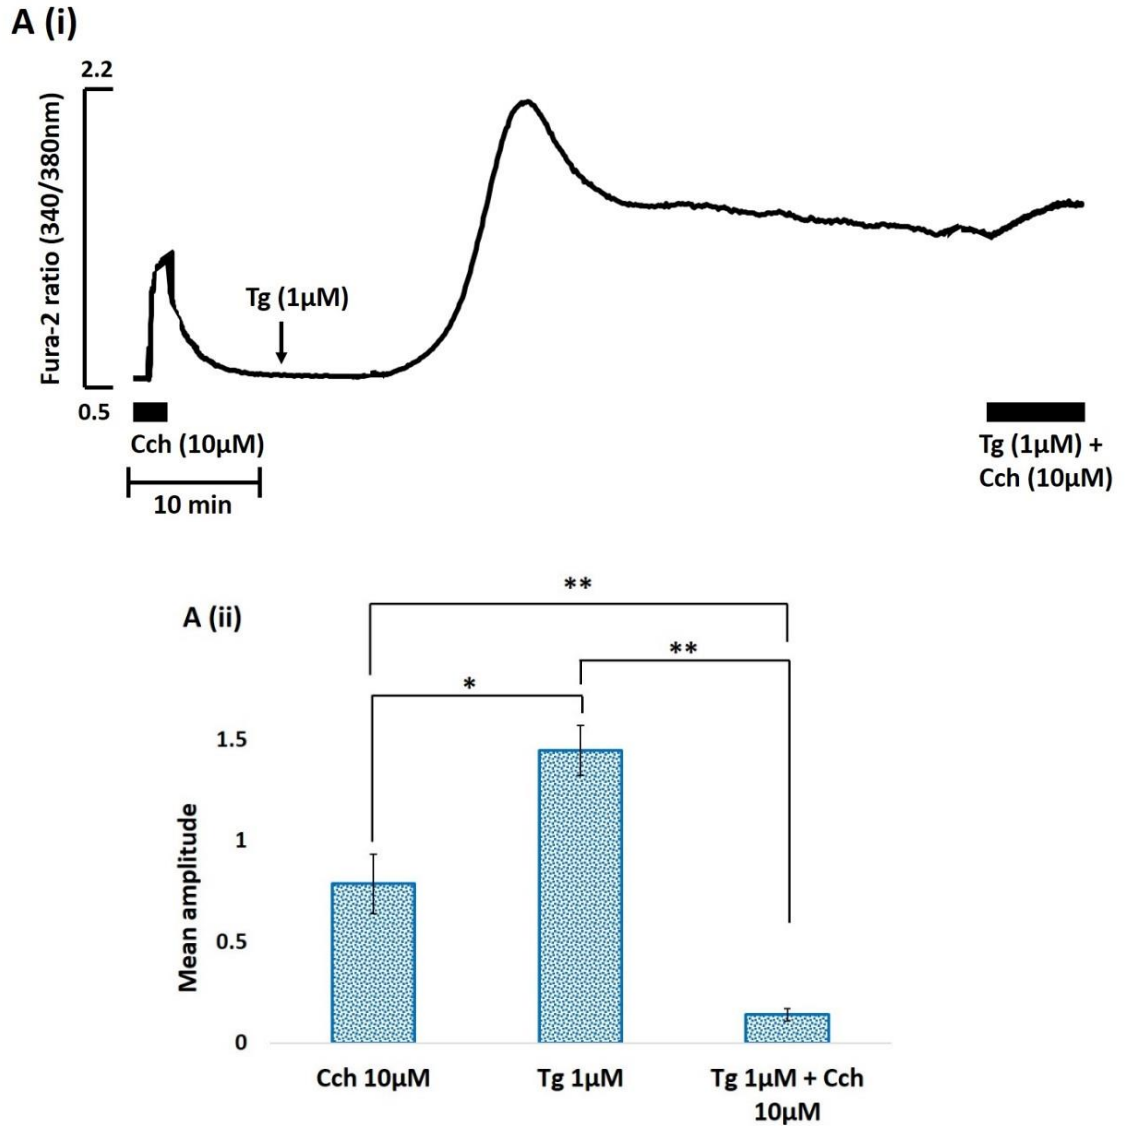 A (i)
2.2
Fura-2 ratio (340/380nm)
Tg (1µM)
0.5
Cch (10µM)
10 min
Tg (1µM) +
Cch (10µM)
A (ii)
**
**
*
1.5
1
0.5
0
Mean amplitude
Cch 10µM
Tg 1µM
Tg 1µM + Cch
10µM